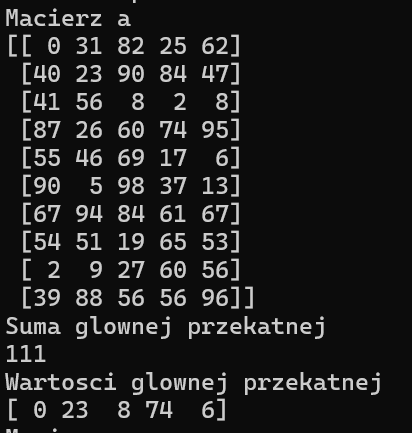 Macierz a
[[ 0 31 82 25 62]
 [40 23 90 84 47]
 [41 56  8  2  8]
 [87 26 60 74 95]
 [55 46 69 17  6]
 [90  5 98 37 13]
 [67 94 84 61 67]
 [54 51 19 65 53]
 [ 2  9 27 60 56]
 [39 88 56 56 96]]
Suma glownej przekatnej
111
Wartosci glownej przekatnej
[ 0 23  8 74  6]